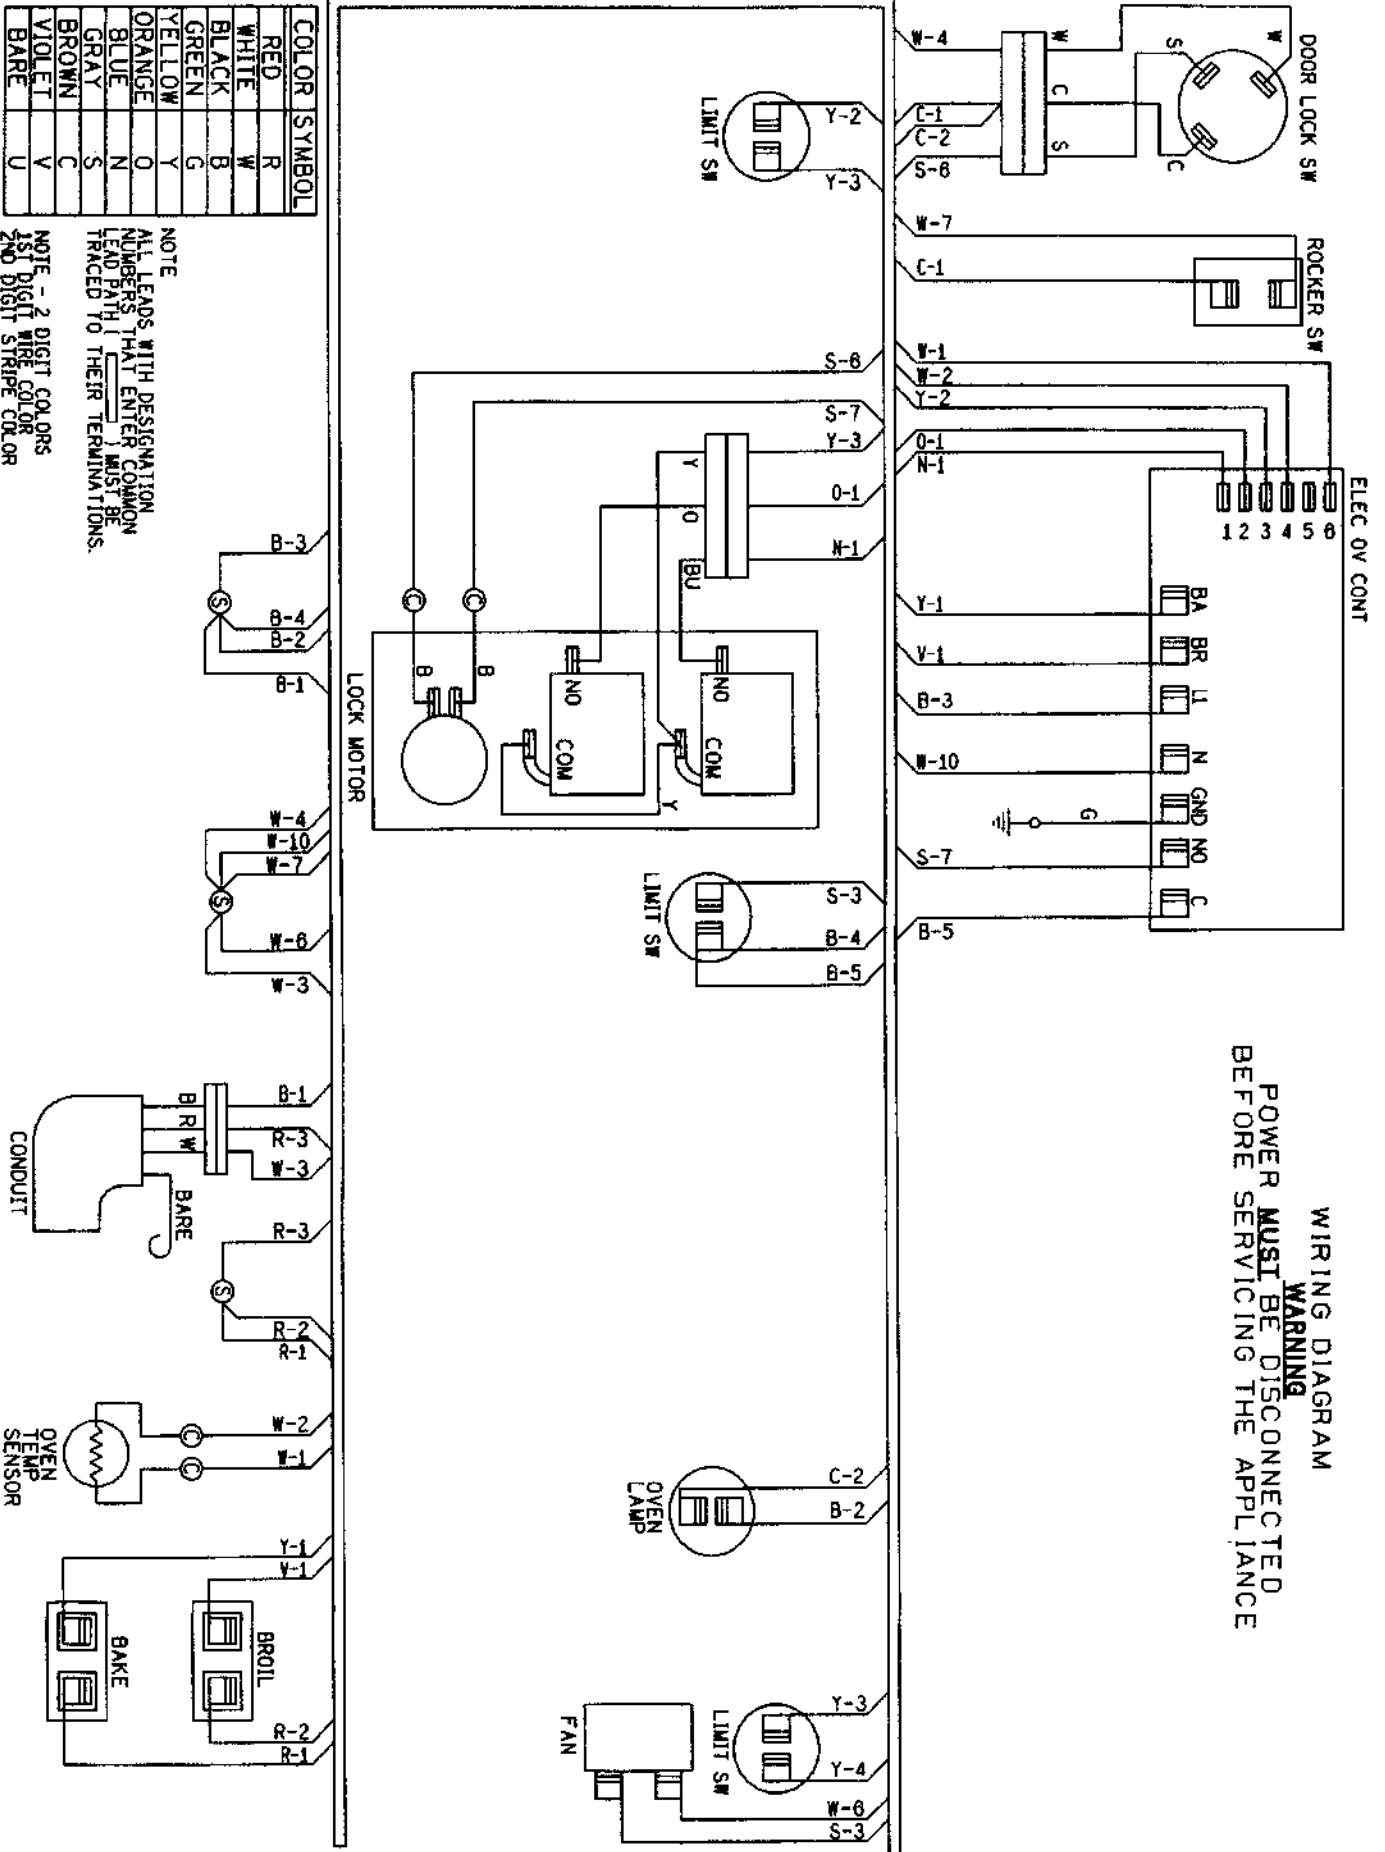 WIRING DIAGRAM
WARNING
POWER MUST BE DISCONNECTED
BEFORE SERVICING THE APPLIANCE
DOOR LOCK SW
W
S
C
W
C
S
W-4
C-1
C-2
S-6
ROCKER SW
W-7
C-1
ELEC OV CONT
1 2 3 4 5 6
W-1
W-2
Y-2
O-1
N-1
BA
BR
L1
N
GND
NO
C
Y-1
V-1
B-3
W-10
G
S-7
B-5
LIMIT SW
Y-2
Y-3
S-6
S-7
Y-3
O-1
N-1
Y
O
BU
C
C
B
B
NO
COM
NO
COM
Y
LOCK MOTOR
LIMIT SW
S-3
B-4
B-5
OVEN
LAMP
C-2
B-2
LIMIT SW
Y-3
Y-4
FAN
W-6
S-3
COLOR SYMBOL
RED R
WHITE W
BLACK B
GREEN G
YELLOW Y
ORANGE O
BLUE N
GRAY S
BROWN C
VIOLET V
BARE U
NOTE
ALL LEADS WITH DESIGNATION
NUMBERS THAT ENTER COMMON
LEAD PATH ( ) MUST BE
TRACED TO THEIR TERMINATIONS.
NOTE - 2 DIGIT COLORS
1ST DIGIT WIRE COLOR
2ND DIGIT STRIPE COLOR
B-3
S
B-4
B-2
B-1
W-4
W-10
W-7
S
W-6
W-3
B-1
R-3
W-3
B
R
W
BARE
CONDUIT
R-3
S
R-2
R-1
W-2
W-1
C
C
OVEN
TEMP
SENSOR
Y-1
V-1
BROIL
BAKE
R-2
R-1